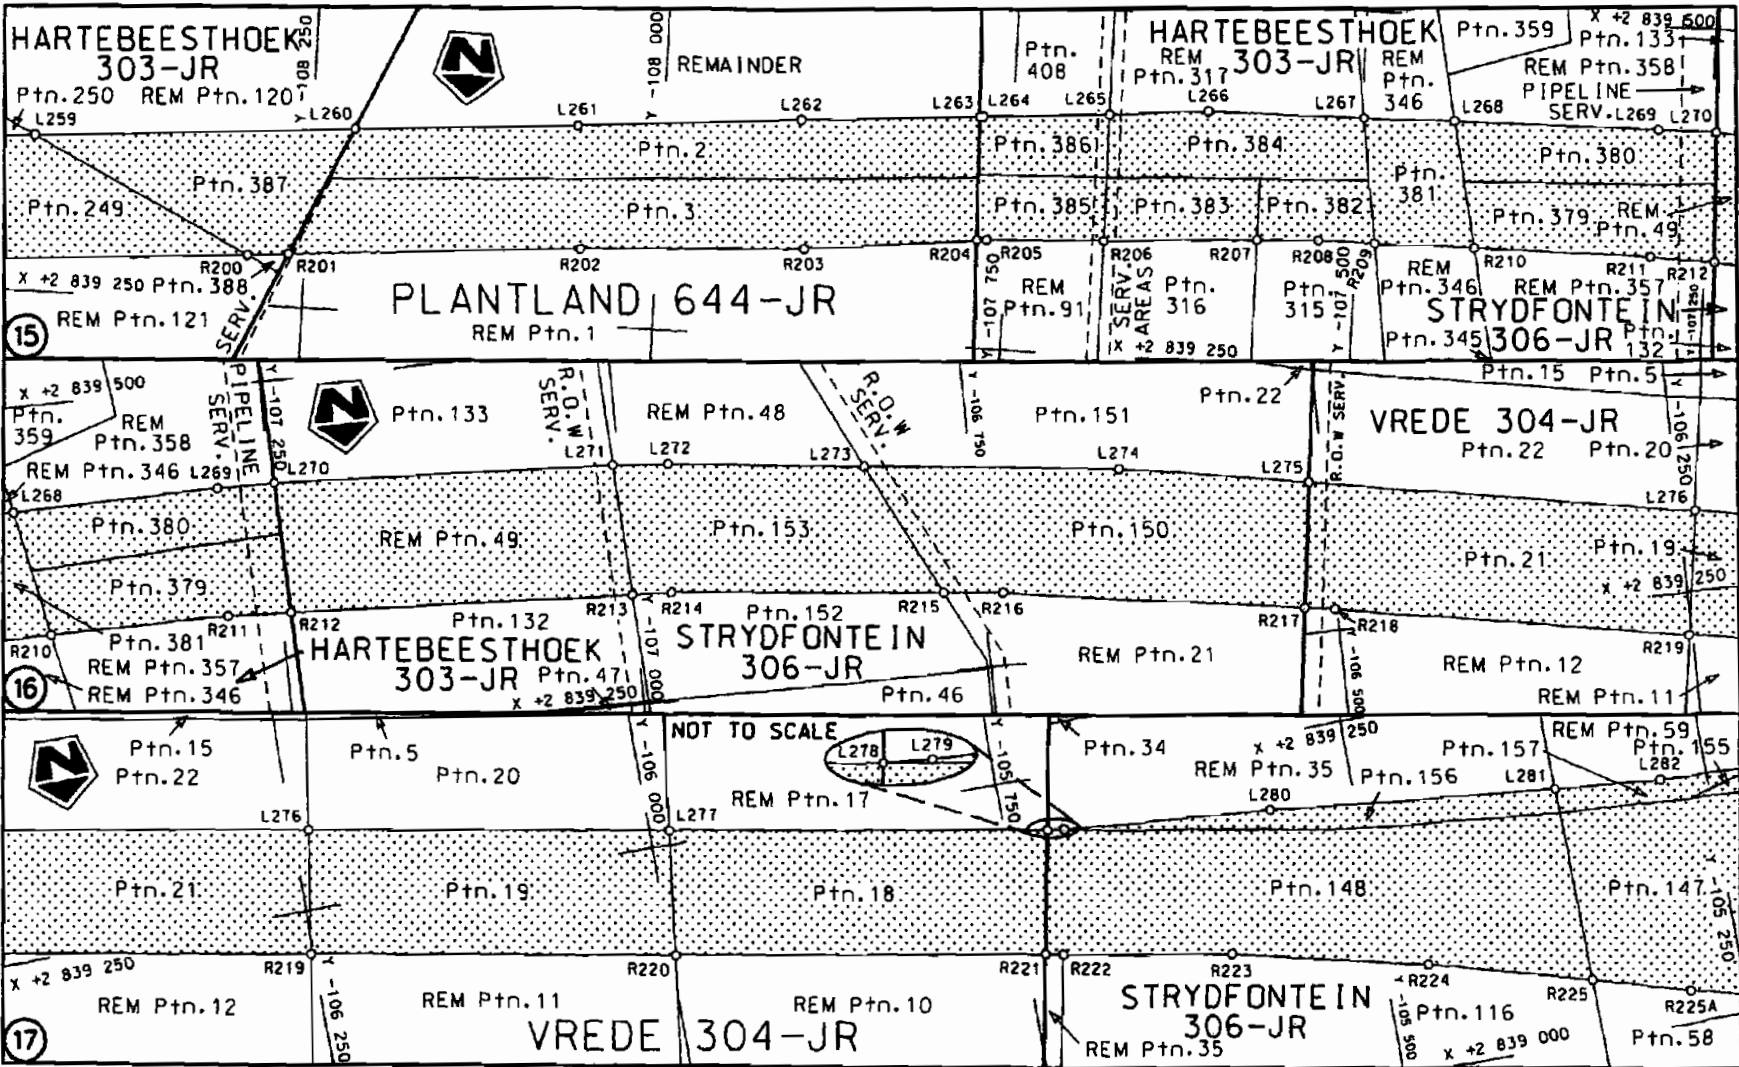 HARTEBEESTHOEK
303-JR
Ptn.250 REM Ptn.120
L259
Y -108 250
L260
N
Y -108 000
REMAINDER
L261
L262
L263
L264
Ptn.
408
L265
HARTEBEESTHOEK
303-JR
REM
Ptn.317
L266
L267
REM
Ptn.
346
Ptn.359
X +2 839 500
Ptn.133
REM Ptn.358
PIPELINE
SERV.
L268
L269
L270
Ptn.387
Ptn.249
Ptn.2
Ptn.3
Ptn.386
Ptn.385
Ptn.384
Ptn.383
Ptn.382
Ptn.
381
Ptn.380
Ptn.379
REM
Ptn.49
R200
R201
R202
R203
R204
R205
R206
R207
R208
R209
R210
R211
R212
X +2 839 250
Ptn.388
REM Ptn.121
SERV.
PLANTLAND 644-JR
REM Ptn.1
Y -107 750
REM
Ptn.91
SERV.
AREAS
Ptn.
316
X +2 839 250
Ptn.
315
Y -107 500
REM
Ptn.346
REM Ptn.357
STRYDFONTEIN
306-JR
Ptn.345
Ptn.
132
Y -107 250
15
X +2 839 500
Ptn.
359
REM
Ptn.358
REM Ptn.346
L268
L269
PIPELINE
SERV.
Y -107 250
L270
N
Ptn.133
R.O.W
SERV.
L271
L272
REM Ptn.48
L273
R.O.W
SERV.
Y -106 750
Ptn.151
L274
Ptn.22
L275
R.O.W SERV.
Ptn.15 Ptn.5
VREDE 304-JR
Ptn.22 Ptn.20
Y -106 250
L276
Ptn.380
Ptn.379
REM Ptn.49
Ptn.153
Ptn.150
Ptn.21
Ptn.19
X +2 839 250
R210
R211
R212
R213
R214
R215
R216
R217
R218
R219
Ptn.381
REM Ptn.357
REM Ptn.346
Ptn.132
HARTEBEESTHOEK
303-JR
Ptn.47
X +2 839 250
Y -107 000
Ptn.152
STRYDFONTEIN
306-JR
Ptn.46
REM Ptn.21
Y -106 500
REM Ptn.12
REM Ptn.11
16
N
Ptn.15
Ptn.22
Ptn.5
Ptn.20
Y -106 000
NOT TO SCALE
L278
L279
REM Ptn.17
Y -105 750
Ptn.34
X +2 839 250
REM Ptn.35
Ptn.156
Ptn.157
REM Ptn.59
Ptn.155
L276
L277
L280
L281
L282
Ptn.21
Ptn.19
Ptn.18
Ptn.148
Ptn.147
Y -105 250
X +2 839 250
R219
R220
R221
R222
R223
R224
R225
R225A
REM Ptn.12
Y -106 250
REM Ptn.11
REM Ptn.10
VREDE 304-JR
REM Ptn.35
STRYDFONTEIN
306-JR
Y -105 500
Ptn.116
X +2 839 000
Ptn.58
17